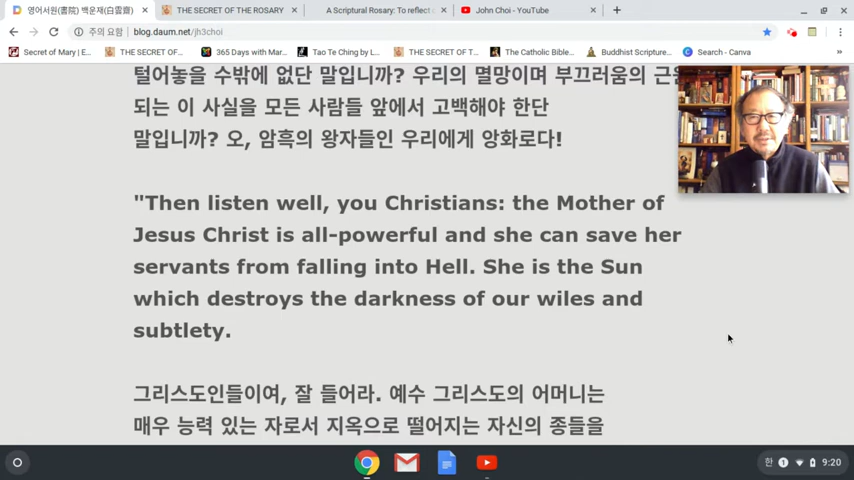 영어서원(書院) 백운재(白雲齋)
THE SECRET OF THE ROSARY
A Scriptural Rosary: To reflect c
John Choi - YouTube
주의 요함
blog.daum.net/jh3choi
Secret of Mary | E...
THE SECRET OF...
365 Days with Mar...
Tao Te Ching by L...
THE SECRET OF T...
The Catholic Bible...
Buddhist Scripture...
Search - Canva
털어놓을 수밖에 없단 말입니까? 우리의 멸망이며 부끄러움의 근원
되는 이 사실을 모든 사람들 앞에서 고백해야 한단
말입니까? 오, 암흑의 왕자들인 우리에게 앙화로다!
"Then listen well, you Christians: the Mother of
Jesus Christ is all-powerful and she can save her
servants from falling into Hell. She is the Sun
which destroys the darkness of our wiles and
subtlety.
그리스도인들이여, 잘 들어라. 예수 그리스도의 어머니는
매우 능력 있는 자로서 지옥으로 떨어지는 자신의 종들을
한
1
9:20